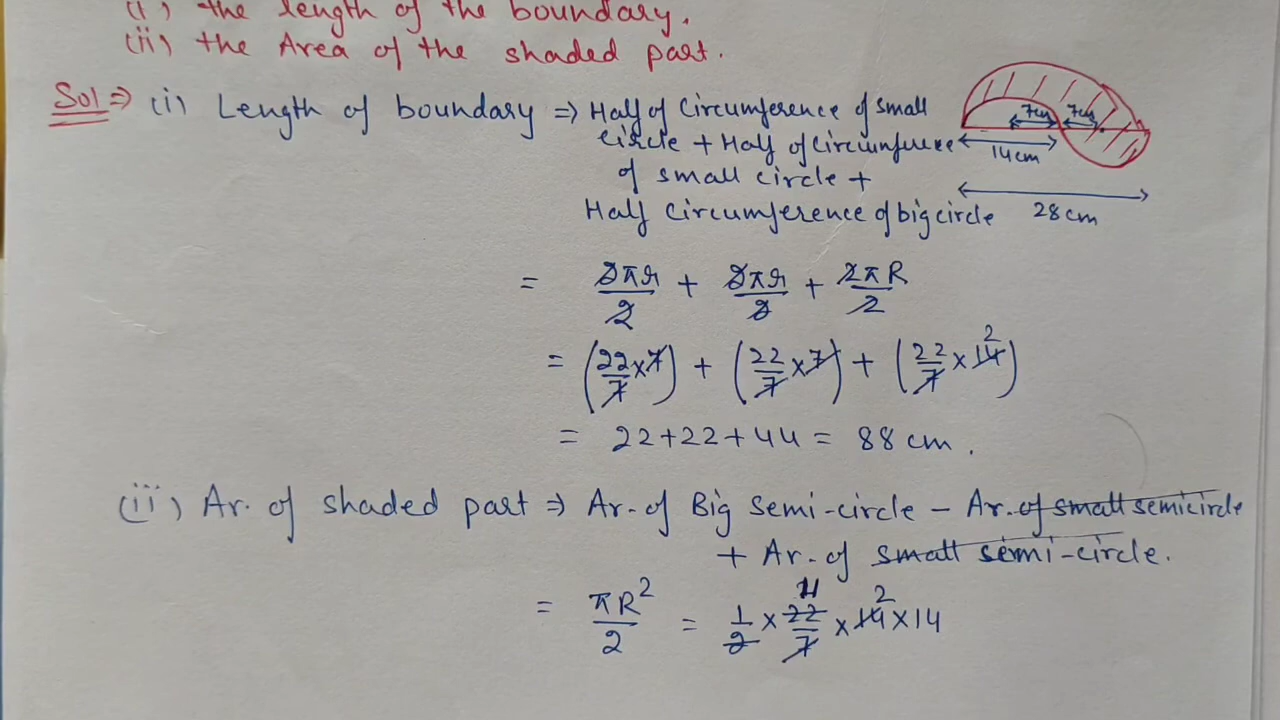 (i) the length of the boundary.
(ii) the Area of the shaded part.
Sol ⇒ (i) Length of boundary ⇒ Half of Circumference of small
circle + Half of circumference
of small circle +
Half Circumference of big circle
7cm 7cm
14cm
28cm
= 2πr/2 + 2πr/2 + 2πR/2
= (22/7 × 7) + (22/7 × 7) + (22/7 × 14) 2
= 22+22+44 = 88 cm.
(ii) Ar. of shaded part ⇒ Ar. of Big semi-circle – Ar. of small semicircle
+ Ar. of small semi-circle.
= πR²/2 = 1/2 × 22/7 × 14 × 14
11 2